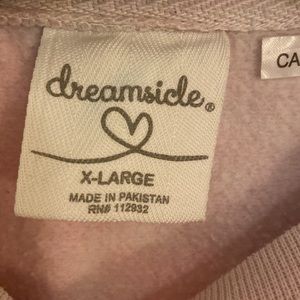 dreamsicle®
X-LARGE
MADE IN PAKISTAN
RN# 112932
CA